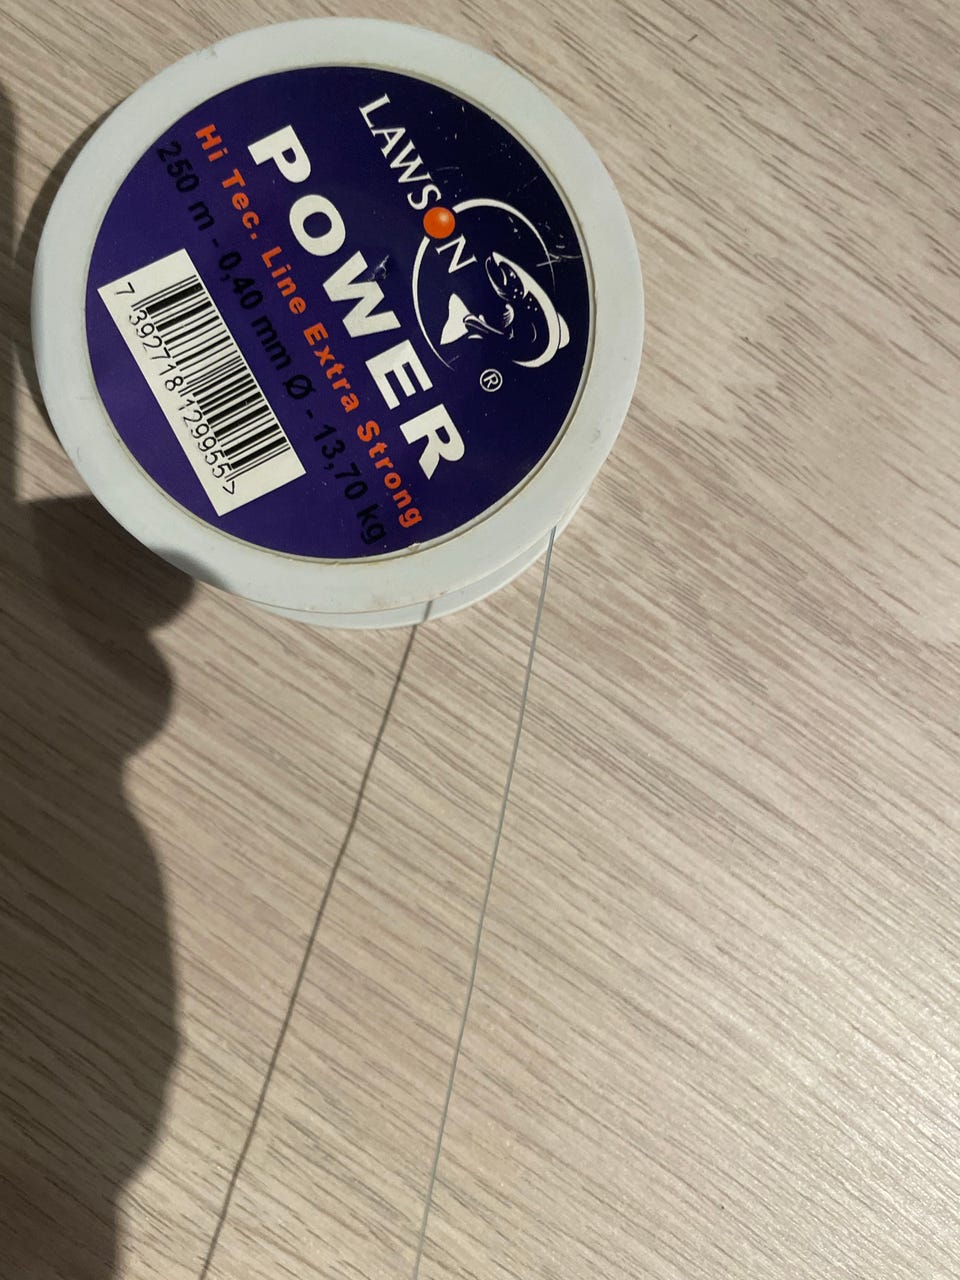 LAWSON
®
POWER
Hi Tec. Line Extra Strong
250 m - 0,40 mm Ø - 13,70 kg
7 392718 129955 >